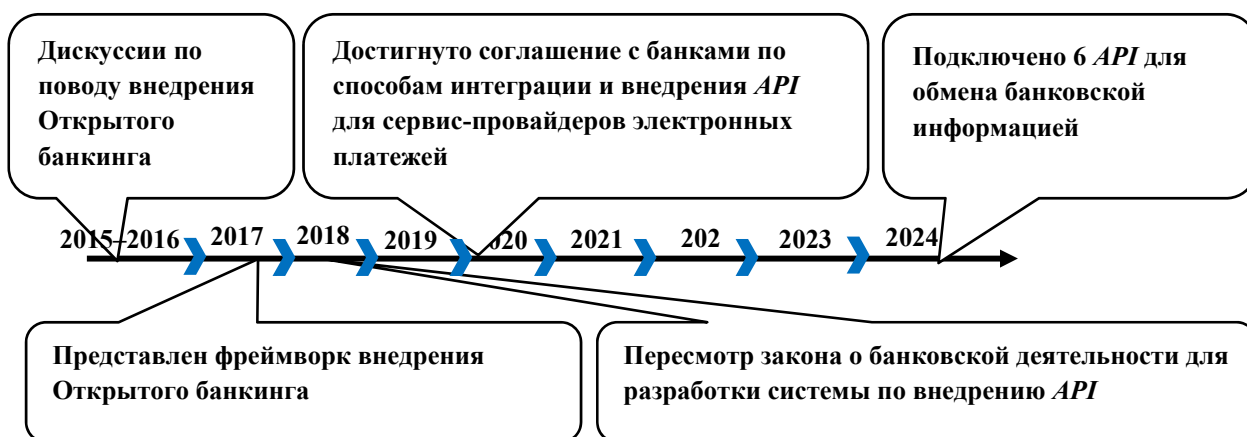 Дискуссии по
поводу внедрения
Открытого
банкинга
Достигнуто соглашение с банками по
способам интеграции и внедрения API
для сервис-провайдеров электронных
платежей
Подключено 6 API для
обмена банковской
информацией
2015–2016 2017 2018 2019 020 2021 202 2023 2024
Представлен фреймворк внедрения
Открытого банкинга
Пересмотр закона о банковской деятельности для
разработки системы по внедрению API